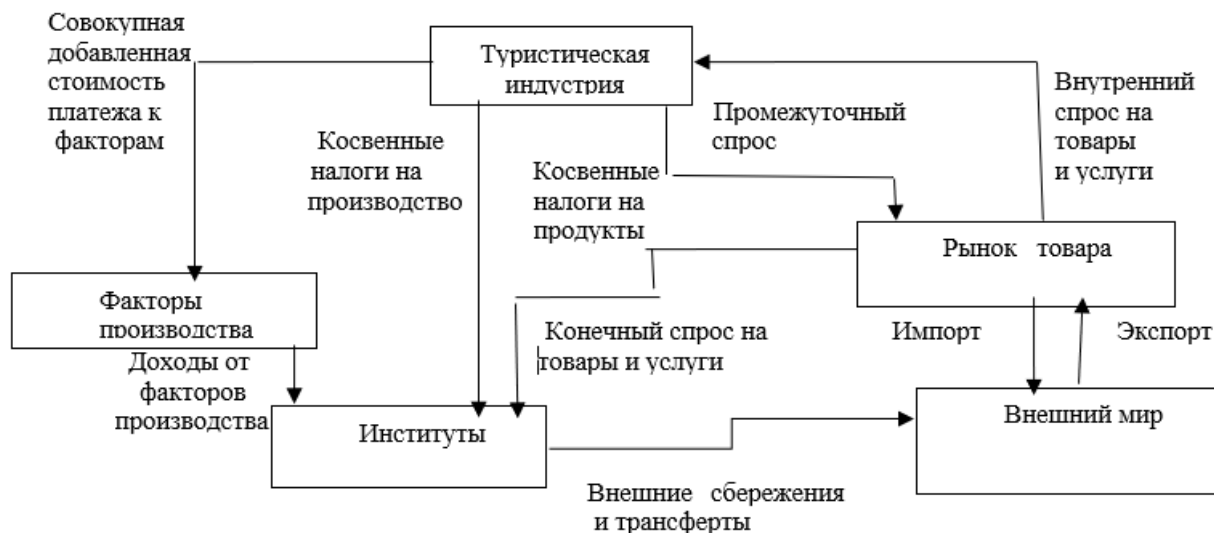 Совокупная
добавленная
стоимость
платежа к
факторам
Туристическая
индустрия
Внутренний
спрос на
товары
и услуги
Промежуточный
спрос
Косвенные
налоги на
производство
Косвенные
налоги на
продукты
Рынок товара
Факторы
производства
Импорт
Экспорт
Конечный спрос на
товары и услуги
Доходы от
факторов
производства
Институты
Внешний мир
Внешние сбережения
и трансферты